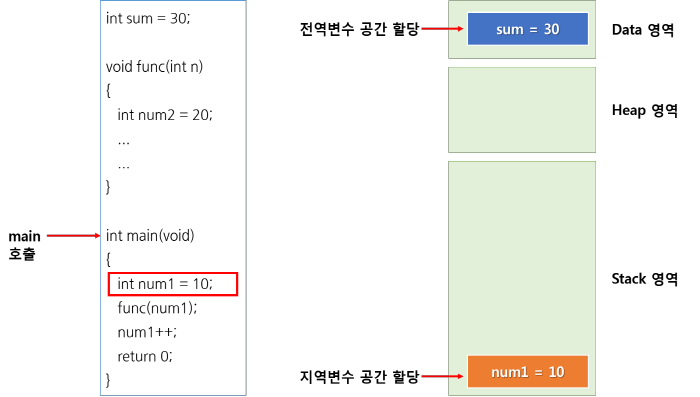 int sum = 30;
void func(int n)
{
int num2 = 20;
...
...
}
main
호출
int main(void)
{
int num1 = 10;
func(num1);
num1++;
return 0;
}
전역변수 공간 할당
sum = 30
Data 영역
Heap 영역
Stack 영역
지역변수 공간 할당
num1 = 10